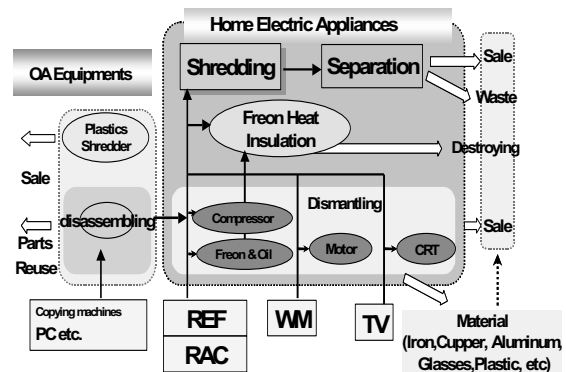 Home Electric Appliances
OA Equipments
Shredding
Separation
Sale
Waste
Plastics
Shredder
Freon Heat
Insulation
Destroying
Sale
disassembling
Dismantling
Compressor
Sale
Parts
Reuse
Freon & Oil
Motor
CRT
Copying machines
PC etc.
REF
WM
TV
RAC
Material
(Iron,Cupper, Aluminum,
Glasses,Plastic, etc)